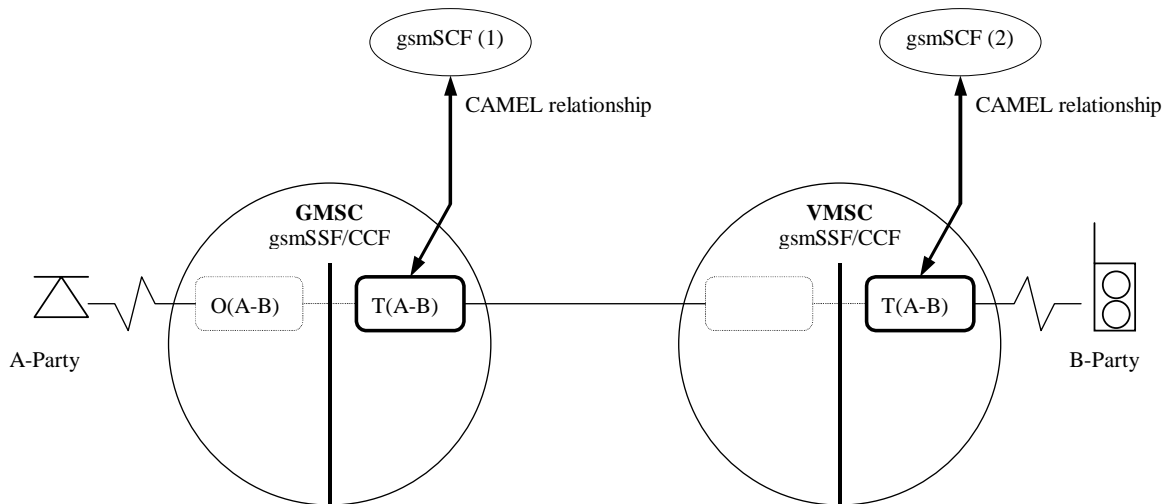 gsmSCF (1)
gsmSCF (2)
CAMEL relationship
CAMEL relationship
GMSC
gsmSSF/CCF
VMSC
gsmSSF/CCF
O(A-B)
T(A-B)
T(A-B)
A-Party
B-Party